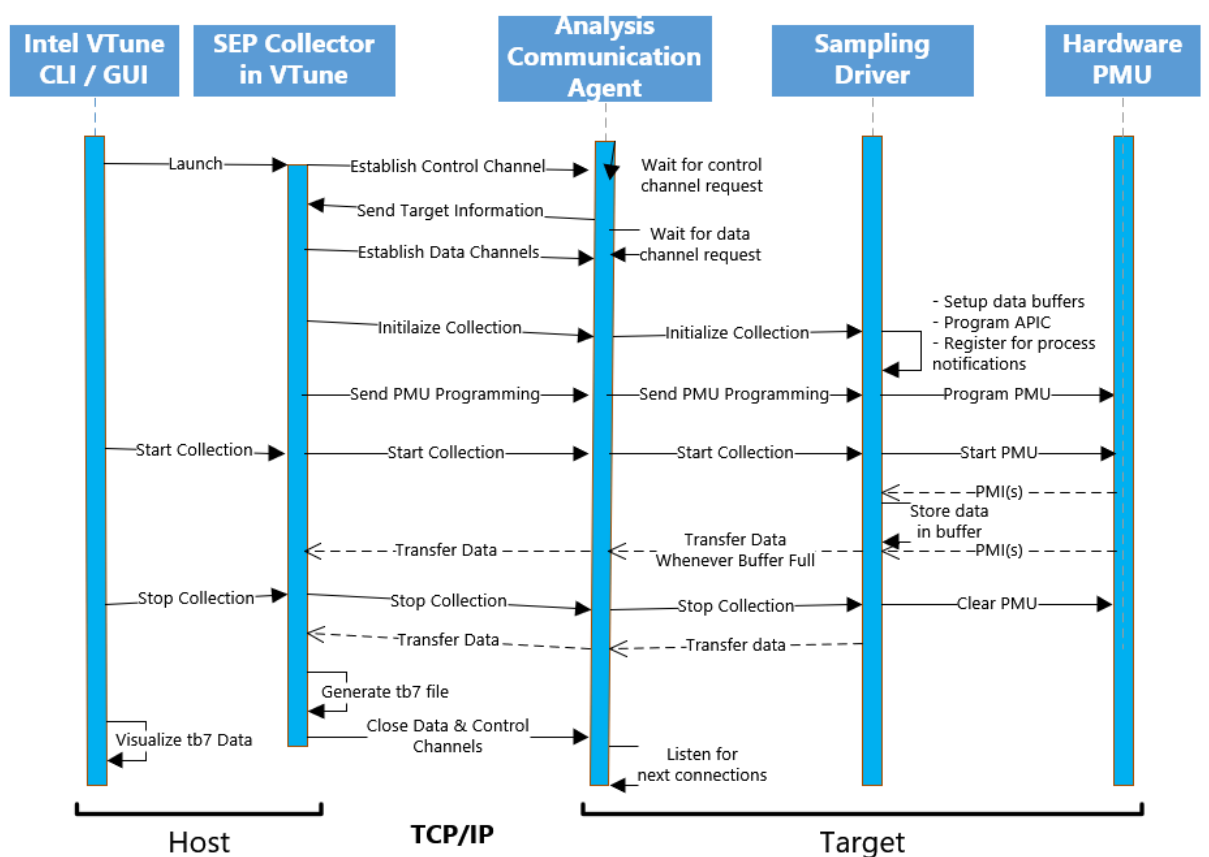 Intel VTune
CLI / GUI
SEP Collector
in VTune
Analysis
Communication
Agent
Sampling
Driver
Hardware
PMU
Launch
Establish Control Channel
Wait for control
channel request
Send Target Information
Wait for data
channel request
Establish Data Channels
- Setup data buffers
- Program APIC
- Register for process
notifications
Initilaize Collection
Initialize Collection
Send PMU Programming
Send PMU Programming
Program PMU
Start Collection
Start Collection
Start Collection
Start PMU
PMI(s)
Store data
in buffer
Transfer Data
Transfer Data
Whenever Buffer Full
PMI(s)
Stop Collection
Stop Collection
Stop Collection
Clear PMU
Transfer Data
Transfer data
Generate tb7 file
Visualize tb7 Data
Close Data & Control
Channels
Listen for
next connections
Host
TCP/IP
Target